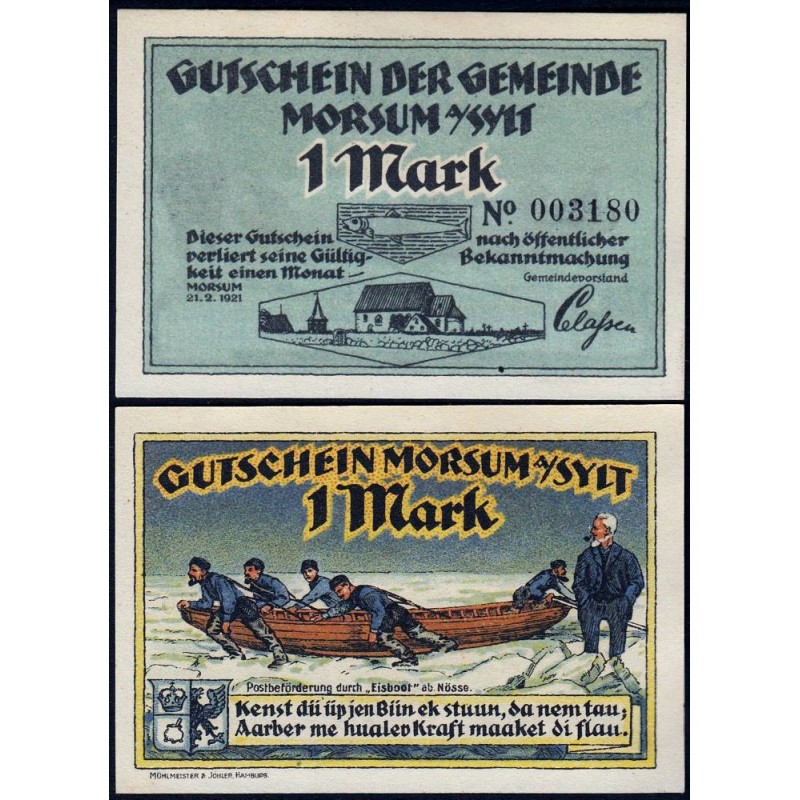 GUTSCHEIN DER GEMEINDE
MORSUM A/SYLT
1 Mark
No. 003180
Dieser Gutschein
verliert seine Gültig-
keit einen Monat –
nach öffentlicher
Bekanntmachung
MORSUM
21.2.1921
Gemeindevorstand
Claßen
GUTSCHEIN MORSUM A/SYLT
1 Mark
Postbeförderung durch „Eisboot" ab Nösse.
Kenst dü üp jen Biin ek stuun, da nem tau;
Aarber me hualev Kraft maaket di flau.
MÜHLMEISTER & JOHLER, HAMBURG.